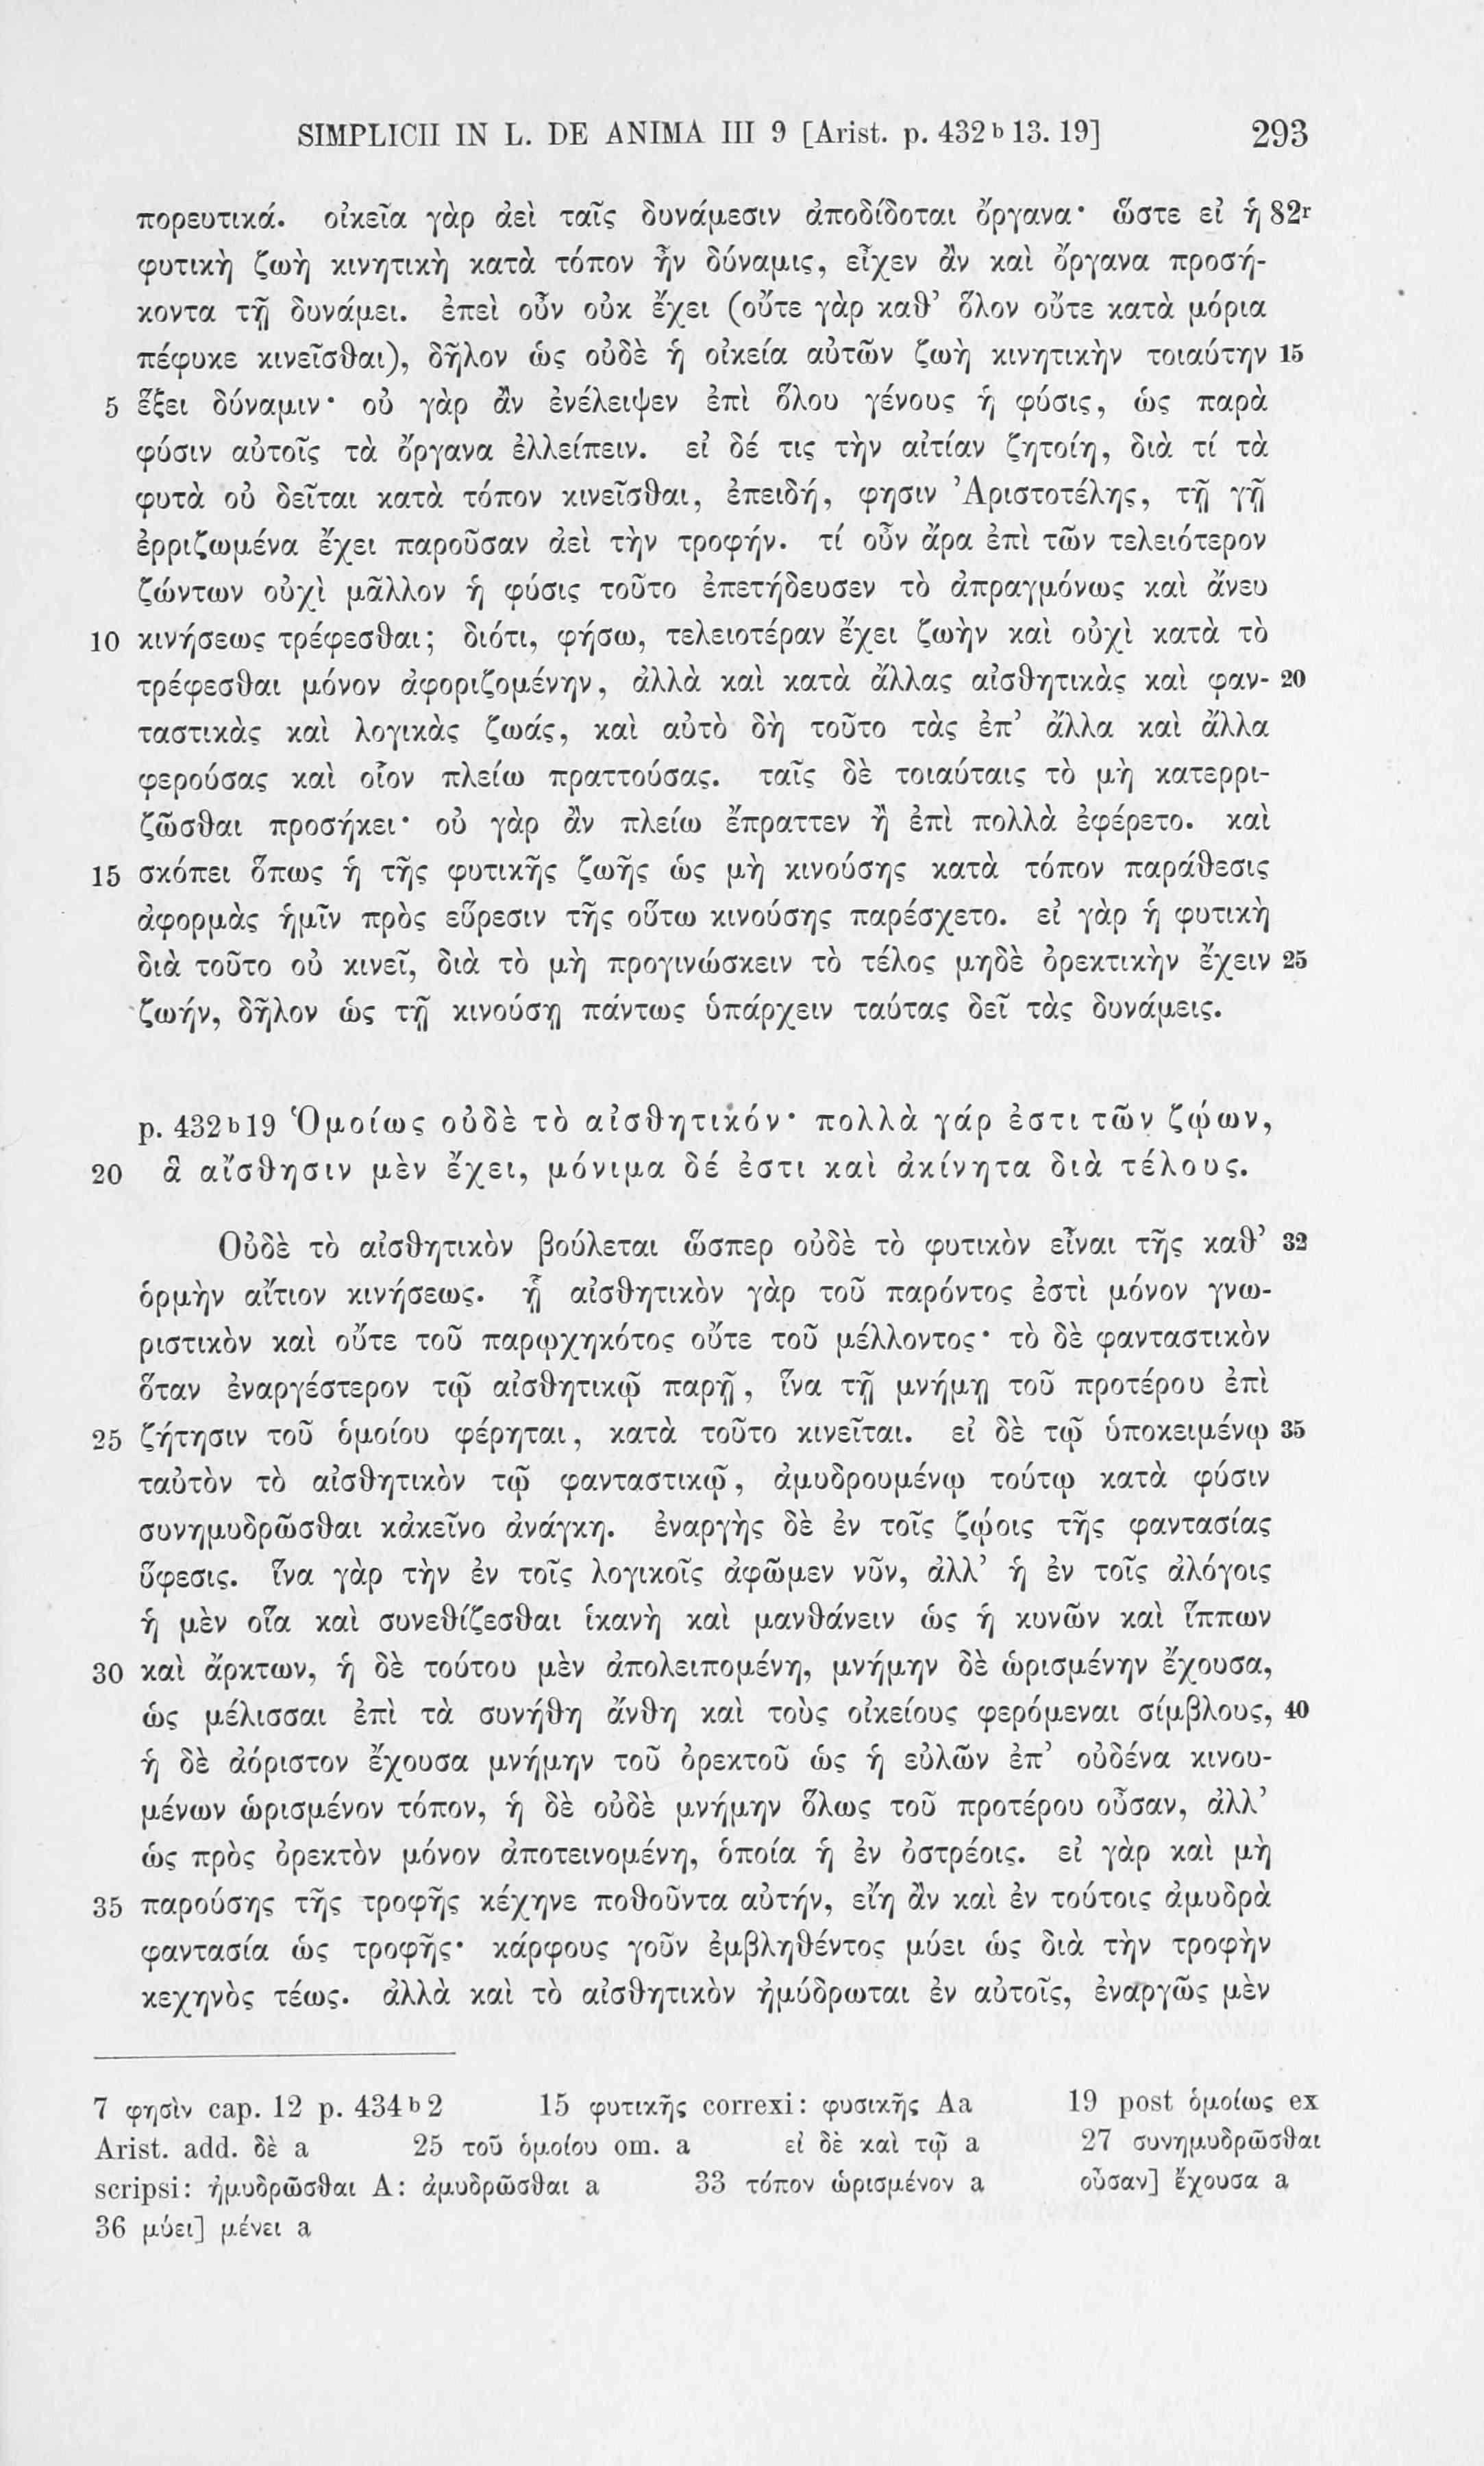 SIMPLICII IN L. DE ANIMA III 9 [Arist. p. 432 b 13. 19] 293
πορευτικά. οἰκεῖα γὰρ ἀεὶ ταῖς δυνάμεσιν ἀποδίδοται ὄργανα· ὥστε εἰ ἡ 82r
φυτικὴ ζωὴ κινητικὴ κατὰ τόπον ἦν δύναμις, εἶχεν ἂν καὶ ὄργανα προσή-
κοντα τῇ δυνάμει. ἐπεὶ οὖν οὐκ ἔχει (οὔτε γὰρ καθ’ ὅλον οὔτε κατὰ μόρια
πέφυκε κινεῖσθαι), δῆλον ὡς οὐδὲ ἡ οἰκεία αὐτῶν ζωὴ κινητικὴν τοιαύτην 15
5 ἕξει δύναμιν· οὐ γὰρ ἂν ἐνέλειψεν ἐπὶ ὅλου γένους ἡ φύσις, ὡς παρὰ
φύσιν αὐτοῖς τὰ ὄργανα ἐλλείπειν. εἰ δέ τις τὴν αἰτίαν ζητοίη, διὰ τί τὰ
φυτὰ οὐ δεῖται κατὰ τόπον κινεῖσθαι, ἐπειδή, φησιν Ἀριστοτέλης, τῇ γῇ
ἐρριζωμένα ἔχει παροῦσαν ἀεὶ τὴν τροφήν. τί οὖν ἄρα ἐπὶ τῶν τελειότερον
ζώντων οὐχὶ μᾶλλον ἡ φύσις τοῦτο ἐπετήδευσεν τὸ ἀπραγμόνως καὶ ἄνευ
10 κινήσεως τρέφεσθαι; διότι, φήσω, τελειοτέραν ἔχει ζωὴν καὶ οὐχὶ κατὰ τὸ
τρέφεσθαι μόνον ἀφοριζομένην, ἀλλὰ καὶ κατὰ ἄλλας αἰσθητικὰς καὶ φαν- 20
ταστικὰς καὶ λογικὰς ζωάς, καὶ αὐτὸ δὴ τοῦτο τὰς ἐπ’ ἄλλα καὶ ἄλλα
φερούσας καὶ οἷον πλείω πραττούσας. ταῖς δὲ τοιαύταις τὸ μὴ κατερρι-
ζῶσθαι προσήκει· οὐ γὰρ ἂν πλείω ἔπραττεν ἢ ἐπὶ πολλὰ ἐφέρετο. καὶ
15 σκόπει ὅπως ἡ τῆς φυτικῆς ζωῆς ὡς μὴ κινούσης κατὰ τόπον παράθεσις
ἀφορμὰς ἡμῖν πρὸς εὕρεσιν τῆς οὕτω κινούσης παρέσχετο. εἰ γὰρ ἡ φυτικὴ
διὰ τοῦτο οὐ κινεῖ, διὰ τὸ μὴ προγινώσκειν τὸ τέλος μηδὲ ὀρεκτικὴν ἔχειν 25
ζωήν, δῆλον ὡς τῇ κινούσῃ πάντως ὑπάρχειν ταύτας δεῖ τὰς δυνάμεις.
p. 432 b 19 Ὁμοίως οὐδὲ τὸ αἰσθητικόν· πολλὰ γάρ ἐστι τῶν ζῴων,
20 ἃ αἴσθησιν μὲν ἔχει, μόνιμα δέ ἐστι καὶ ἀκίνητα διὰ τέλους.
Οὐδὲ τὸ αἰσθητικὸν βούλεται ὥσπερ οὐδὲ τὸ φυτικὸν εἶναι τῆς καθ’ 32
ὁρμὴν αἴτιον κινήσεως. ᾗ αἰσθητικὸν γὰρ τοῦ παρόντος ἐστὶ μόνον γνω-
ριστικὸν καὶ οὔτε τοῦ παρῳχηκότος οὔτε τοῦ μέλλοντος· τὸ δὲ φανταστικὸν
ὅταν ἐναργέστερον τῷ αἰσθητικῷ παρῇ, ἵνα τῇ μνήμῃ τοῦ προτέρου ἐπὶ
25 ζήτησιν τοῦ ὁμοίου φέρηται, κατὰ τοῦτο κινεῖται. εἰ δὲ τῷ ὑποκειμένῳ 35
ταὐτὸν τὸ αἰσθητικὸν τῷ φανταστικῷ, ἀμυδρουμένῳ τούτῳ κατὰ φύσιν
συνημυδρῶσθαι κἀκεῖνο ἀνάγκη. ἐναργὴς δὲ ἐν τοῖς ζῴοις τῆς φαντασίας
ὕφεσις. ἵνα γὰρ τὴν ἐν τοῖς λογικοῖς ἀφῶμεν νῦν, ἀλλ’ ἡ ἐν τοῖς ἀλόγοις
ἡ μὲν οἵα καὶ συνεθίζεσθαι ἱκανὴ καὶ μανθάνειν ὡς ἡ κυνῶν καὶ ἵππων
30 καὶ ἄρκτων, ἡ δὲ τούτου μὲν ἀπολειπομένη, μνήμην δὲ ὡρισμένην ἔχουσα,
ὡς μέλισσαι ἐπὶ τὰ συνήθη ἄνθη καὶ τοὺς οἰκείους φερόμεναι σίμβλους, 40
ἡ δὲ ἀόριστον ἔχουσα μνήμην τοῦ ὀρεκτοῦ ὡς ἡ εὐλῶν ἐπ’ οὐδένα κινου-
μένων ὡρισμένον τόπον, ἡ δὲ οὐδὲ μνήμην ὅλως τοῦ προτέρου οὖσαν, ἀλλ’
ὡς πρὸς ὀρεκτὸν μόνον ἀποτεινομένη, ὁποία ἡ ἐν ὀστρέοις. εἰ γὰρ καὶ μὴ
35 παρούσης τῆς τροφῆς κέχηνε ποθοῦντα αὐτήν, εἴη ἂν καὶ ἐν τούτοις ἀμυδρὰ
φαντασία ὡς τροφῆς· κάρφους γοῦν ἐμβληθέντος μύει ὡς διὰ τὴν τροφὴν
κεχηνὸς τέως. ἀλλὰ καὶ τὸ αἰσθητικὸν ἠμύδρωται ἐν αὐτοῖς, ἐναργῶς μὲν
7 φησὶν cap. 12 p. 434 b 2 15 φυτικῆς correxi: φυσικῆς Aa 19 post ὁμοίως ex
Arist. add. δὲ a 25 τοῦ ὁμοίου om. a εἰ δὲ καὶ τῷ a 27 συνημυδρῶσθαι
scripsi: ἠμυδρῶσθαι A: ἀμυδρῶσθαι a 33 τόπον ὡρισμένον a οὖσαν] ἔχουσα a
36 μύει] μένει a